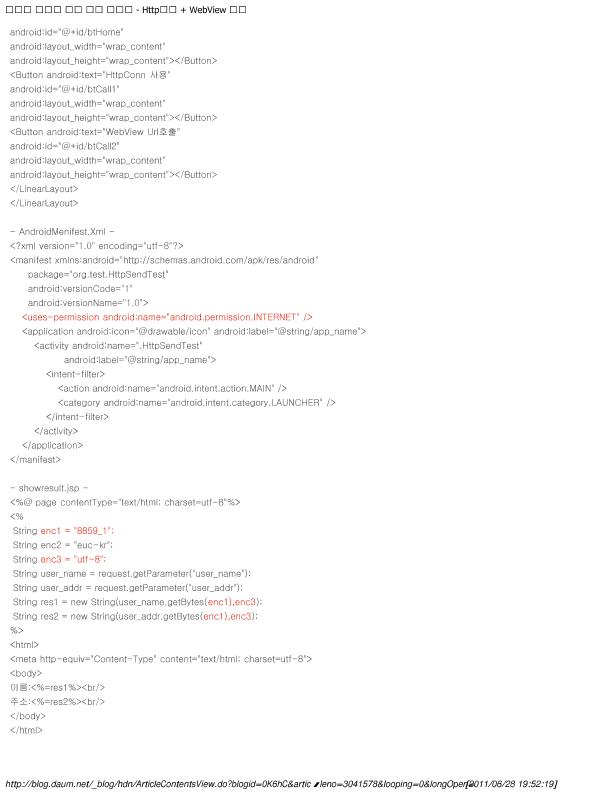 - Http + WebView
android:id="@+id/btHome"
android:layout_width="wrap_content"
android:layout_height="wrap_content"></Button>
<Button android:text="HttpConn 사용"
android:id="@+id/btCall1"
android:layout_width="wrap_content"
android:layout_height="wrap_content"></Button>
<Button android:text="WebView Url호출"
android:id="@+id/btCall2"
android:layout_width="wrap_content"
android:layout_height="wrap_content"></Button>
</LinearLayout>
</LinearLayout>
- AndroidMenifest.Xml -
<?xml version="1.0" encoding="utf-8"?>
<manifest xmlns:android="http://schemas.android.com/apk/res/android"
package="org.test.HttpSendTest"
android:versionCode="1"
android:versionName="1.0">
<uses-permission android:name="android.permission.INTERNET" />
<application android:icon="@drawable/icon" android:label="@string/app_name">
<activity android:name=".HttpSendTest"
android:label="@string/app_name">
<intent-filter>
<action android:name="android.intent.action.MAIN" />
<category android:name="android.intent.category.LAUNCHER" />
</intent-filter>
</activity>
</application>
</manifest>
- showresult.jsp -
<%@ page contentType="text/html; charset=utf-8"%>
<%
String enc1 = "8859_1";
String enc2 = "euc-kr";
String enc3 = "utf-8";
String user_name = request.getParameter("user_name");
String user_addr = request.getParameter("user_addr");
String res1 = new String(user_name.getBytes(enc1),enc3);
String res2 = new String(user_addr.getBytes(enc1),enc3);
%>
<html>
<meta http-equiv="Content-Type" content="text/html; charset=utf-8">
<body>
이름:<%=res1%><br/>
주소:<%=res2%><br/>
</body>
</html>
http://blog.daum.net/_blog/hdn/ArticleContentsView.do?blogid=0K6hC&artic leno=3041578&looping=0&longOpen= [2011/06/28 19:52:19]